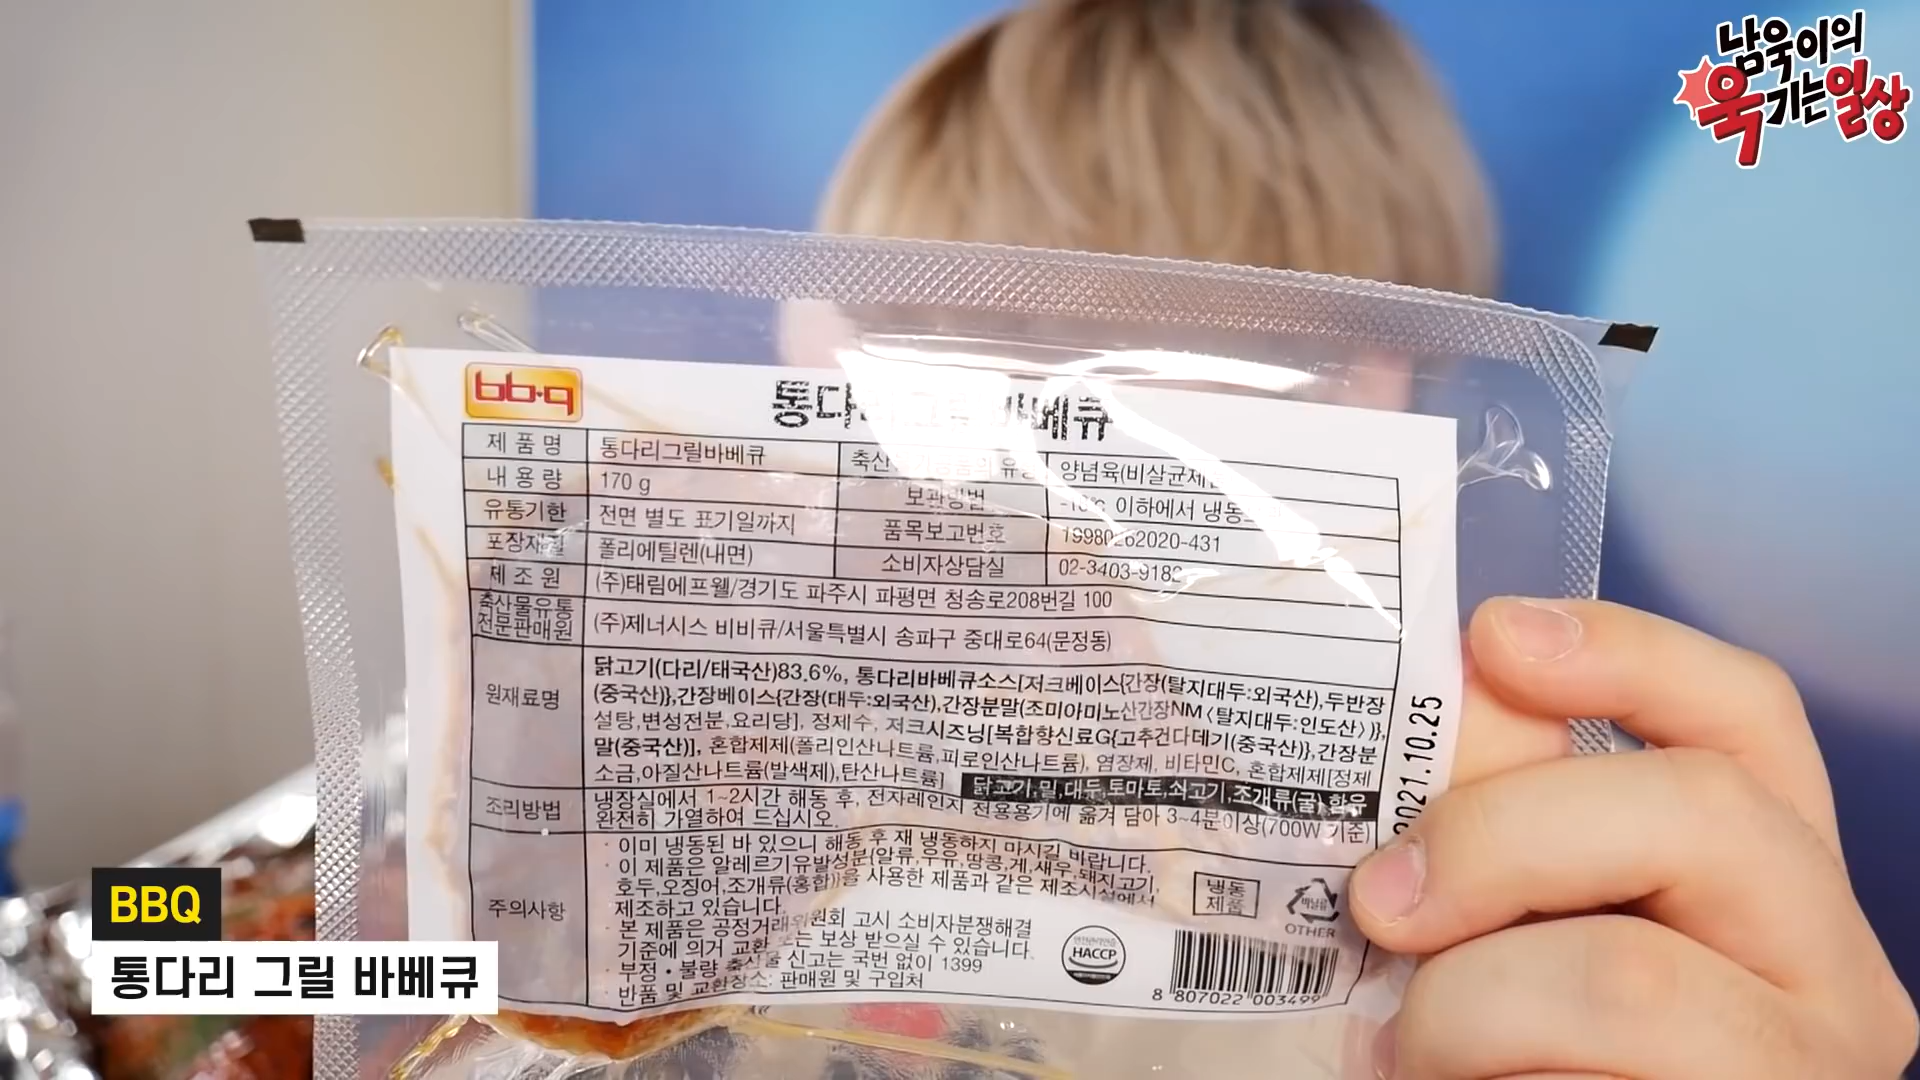 남욱이의
욱기는일상
bb·q
통다리 그릴 바베큐
제 품 명 통다리그릴바베큐 양념육
내 용 량 170 g 보관방법 이하에서
유통기한 전면 별도 표기일까지 품목보고번호
포장재질 폴리에틸렌(내면) 소비자상담실 02-3403-9182
제 조 원 (주)태림에프웰/경기도 파주시 파평면 청송로208번길 100
축산물유통
전문판매원 (주)제너시스 비비큐/서울특별시 송파구 중대로64(문정동)
원재료명
닭고기(다리/태국산)83.6%, 통다리바베큐소스[저크베이스{간장(탈지대두:외국산),두반장
(중국산)},간장베이스{간장(대두:외국산),간장분말(조미아미노산간장NM〈탈지대두:인도산〉)},
설탕,변성전분,요리당], 정제수, 저크시즈닝[복합향신료G{고추건다데기(중국산)},간장분
말(중국산)], 혼합제제(폴리인산나트륨,피로인산나트륨), 염장제, 비타민C, 혼합제제[정제
소금,아질산나트륨(발색제),탄산나트륨] 닭고기,밀,대두,토마토,쇠고기,조개류(굴) 함유
조리방법
냉장실에서 1~2시간 해동 후, 전자레인지 전용용기에 옮겨 담아 3~4분이상(700W 기준)
완전히 가열하여 드십시오.
주의사항
· 이미 냉동된 바 있으니 해동 후 재 냉동하지 마시길 바랍니다.
· 이 제품은 알레르기유발성분(알류,우유,땅콩,게,새우,돼지고기,
호두,오징어,조개류(홍합))을 사용한 제품과 같은 제조시설에서
제조하고 있습니다.
· 본 제품은 공정거래위원회 고시 소비자분쟁해결
기준에 의거 교환 또는 보상 받으실 수 있습니다.
· 부정 • 불량 축산물 신고는 국번 없이 1399
· 반품 및 교환장소: 판매원 및 구입처
냉동
제품
비닐류
OTHER
HACCP
8 807022 003499
2021.10.25
BBQ
통다리 그릴 바베큐